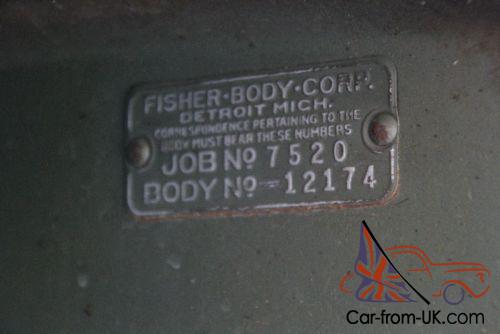 FISHER·BODY·CORP.
DETROIT MICH.
CORRESPONDENCE PERTAINING TO THE
BODY MUST BEAR THESE NUMBERS
JOB Nº 7520
BODY Nº 12174
Car-from-UK.com